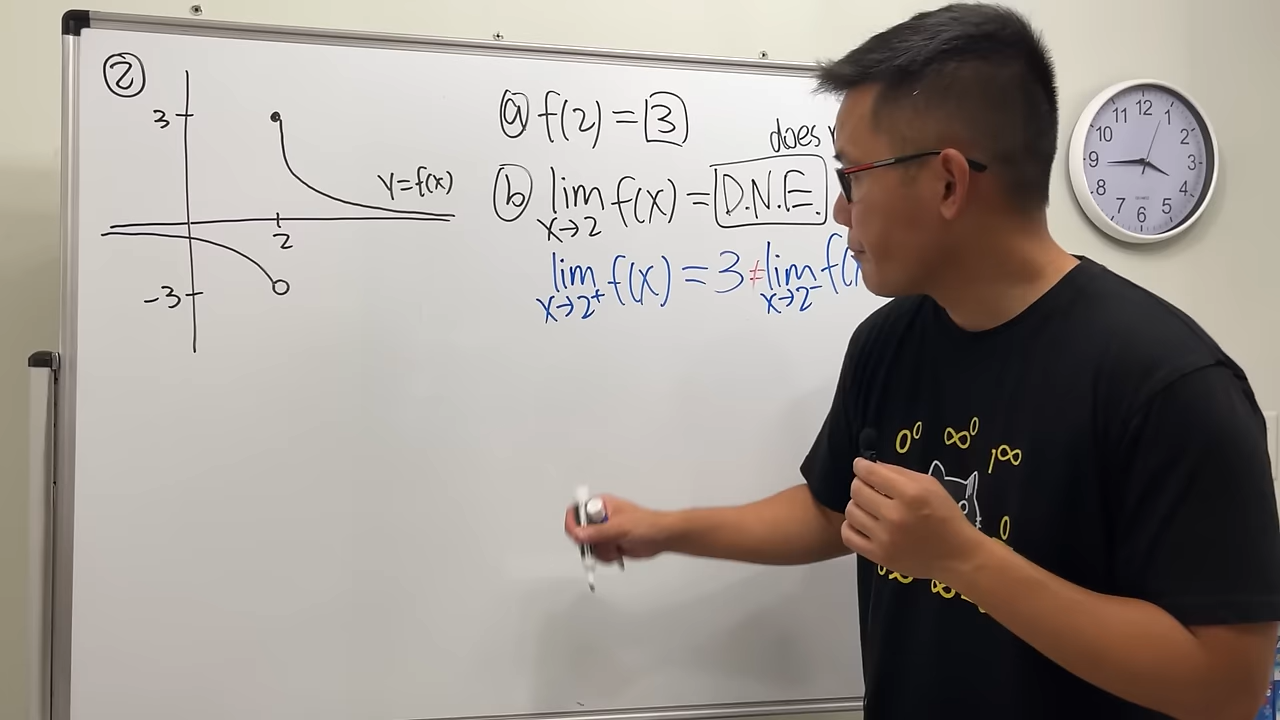 ②
3
-3
2
y=f(x)
ⓐ f(2) = 3
does
ⓑ lim x→2 f(x) = D.N.E.
lim x→2⁺ f(x) = 3 ≠ lim x→2⁻ f(x
0⁰ ∞⁰ 1^∞
12 1 2 3 4 5 6 7 8 9 10 11